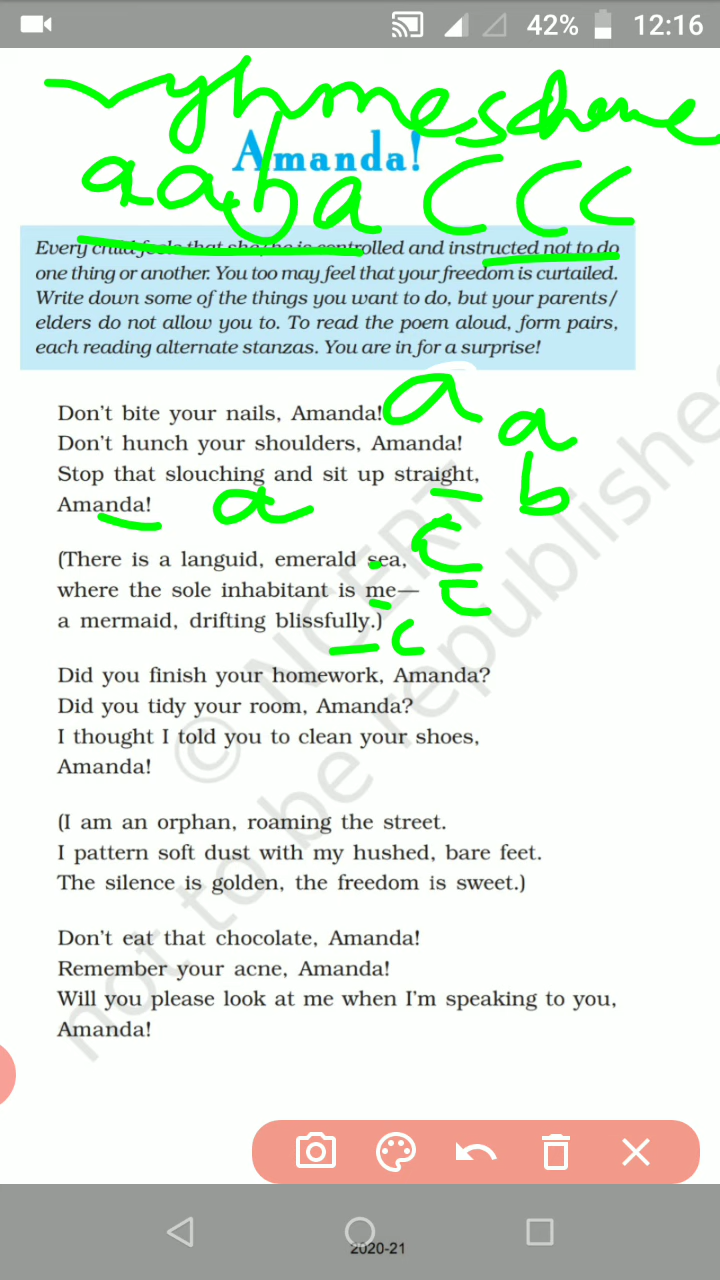 42% 12:16
rhymescheme
Amanda!
aaba ccc
Every child feels that she/he is controlled and instructed not to do
one thing or another. You too may feel that your freedom is curtailed.
Write down some of the things you want to do, but your parents/
elders do not allow you to. To read the poem aloud, form pairs,
each reading alternate stanzas. You are in for a surprise!
Don't bite your nails, Amanda! a
Don't hunch your shoulders, Amanda! a
Stop that slouching and sit up straight, b
Amanda! a
(There is a languid, emerald sea, c
where the sole inhabitant is me— c
a mermaid, drifting blissfully.) c
Did you finish your homework, Amanda?
Did you tidy your room, Amanda?
I thought I told you to clean your shoes,
Amanda!
(I am an orphan, roaming the street.
I pattern soft dust with my hushed, bare feet.
The silence is golden, the freedom is sweet.)
Don't eat that chocolate, Amanda!
Remember your acne, Amanda!
Will you please look at me when I'm speaking to you,
Amanda!
© NCERT
not to be republished
2020-21